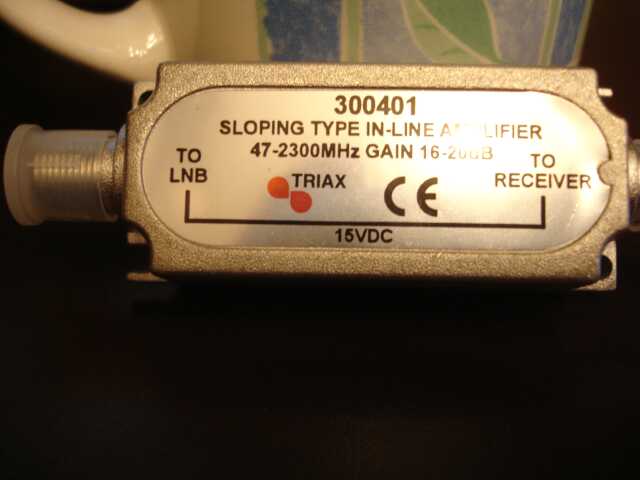 300401
SLOPING TYPE IN-LINE AMPLIFIER
47-2300MHz GAIN 16-20dB
TO
LNB
TRIAX
CE
TO
RECEIVER
15VDC